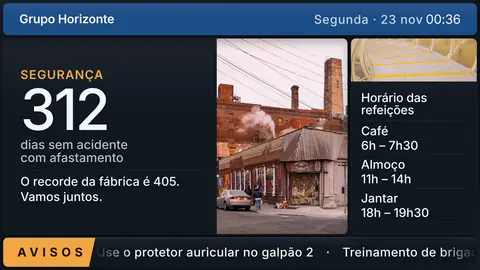 Grupo Horizonte
Segunda · 23 nov 00:36
SEGURANÇA
312
dias sem acidente
com afastamento
O recorde da fábrica é 405.
Vamos juntos.
Horário das
refeições
Café
6h – 7h30
Almoço
11h – 14h
Jantar
18h – 19h30
AVISOS
Use o protetor auricular no galpão 2 · Treinamento de